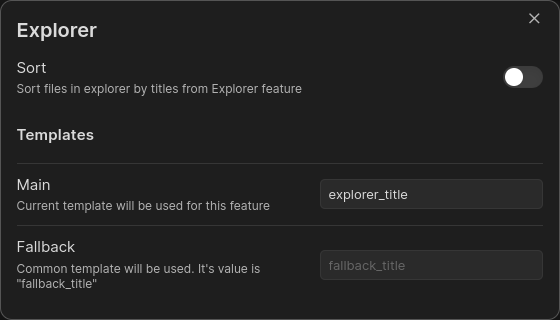 Explorer
Sort
Sort files in explorer by titles from Explorer feature
Templates
Main
Current template will be used for this feature
explorer_title
Fallback
Common template will be used. It's value is
"fallback_title"
fallback_title